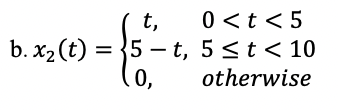 t, 0 < t < 5
b. x₂(t) = { 5 − t, 5 ≤ t < 10
0, otherwise